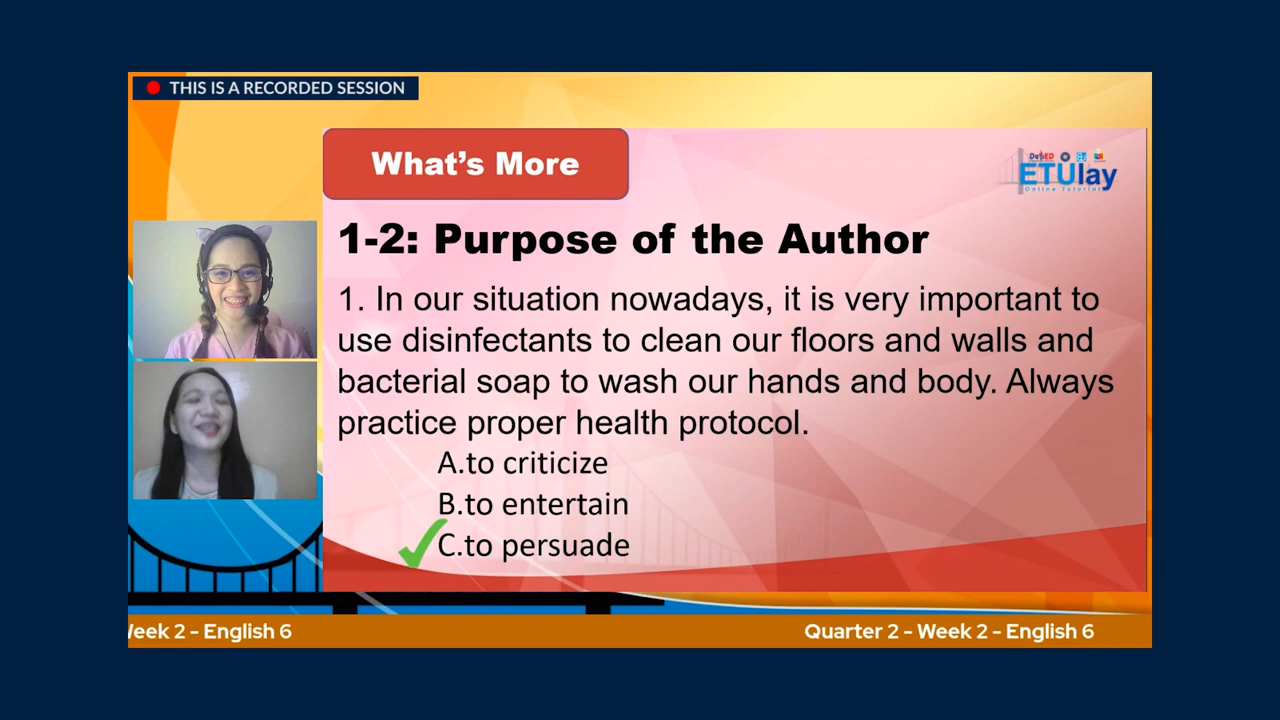 THIS IS A RECORDED SESSION
What's More
DepED
ETUlay
Online Tutorial
1-2: Purpose of the Author
1. In our situation nowadays, it is very important to
use disinfectants to clean our floors and walls and
bacterial soap to wash our hands and body. Always
practice proper health protocol.
A.to criticize
B.to entertain
C.to persuade
eek 2 - English 6
Quarter 2 - Week 2 - English 6